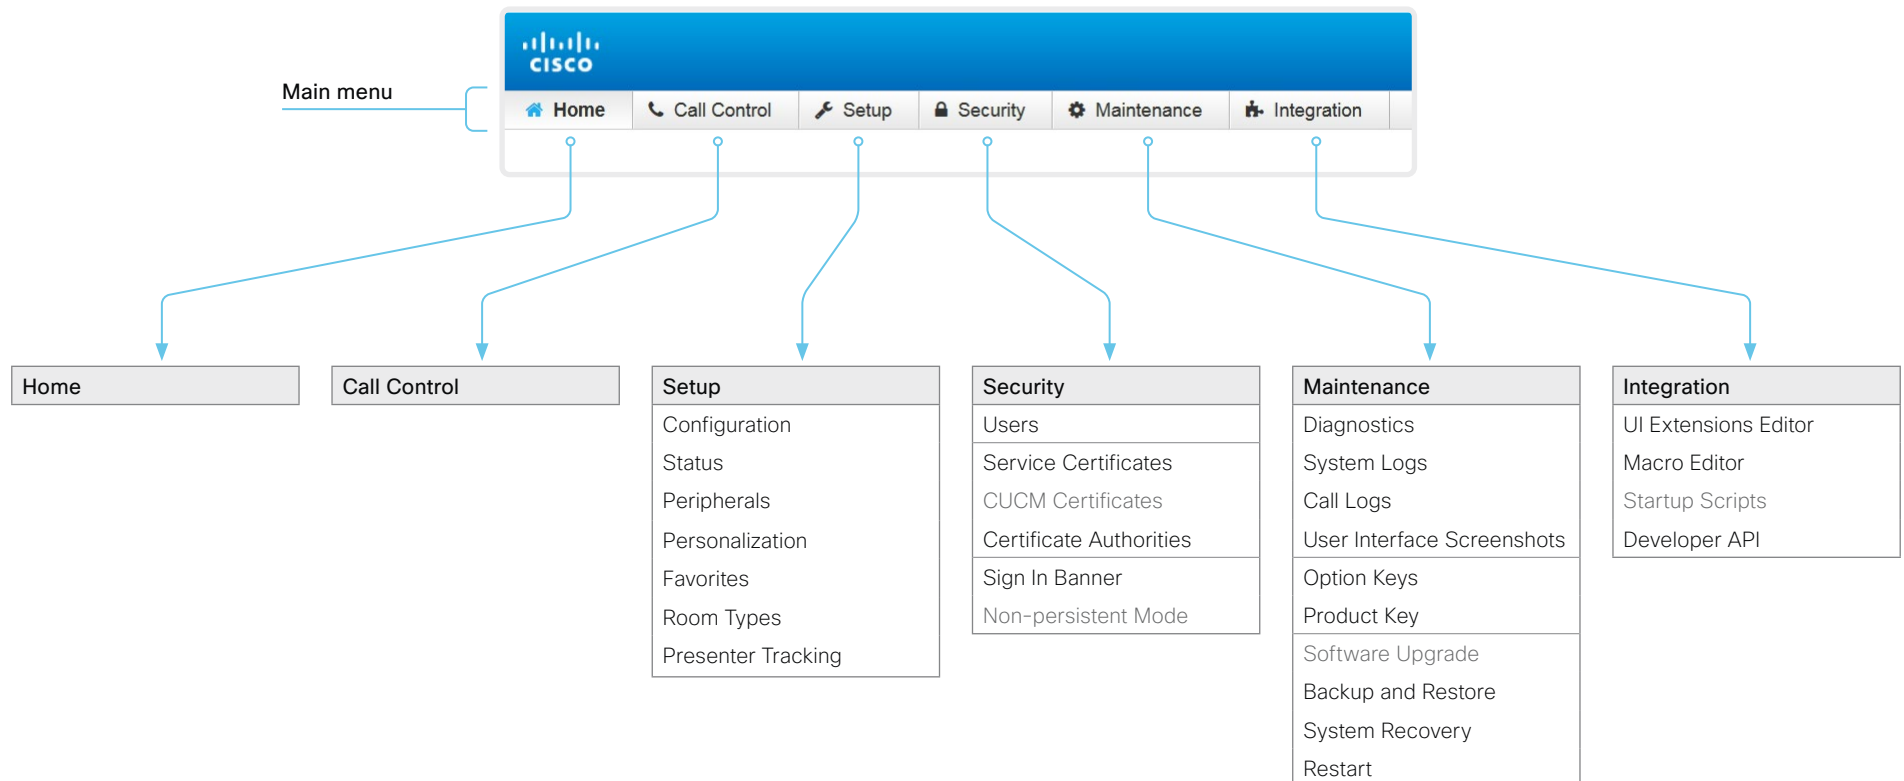 CISCO
Main menu
Home Call Control Setup Security Maintenance Integration
Home
Call Control
Setup
Configuration
Status
Peripherals
Personalization
Favorites
Room Types
Presenter Tracking
Security
Users
Service Certificates
CUCM Certificates
Certificate Authorities
Sign In Banner
Non-persistent Mode
Maintenance
Diagnostics
System Logs
Call Logs
User Interface Screenshots
Option Keys
Product Key
Software Upgrade
Backup and Restore
System Recovery
Restart
Integration
UI Extensions Editor
Macro Editor
Startup Scripts
Developer API